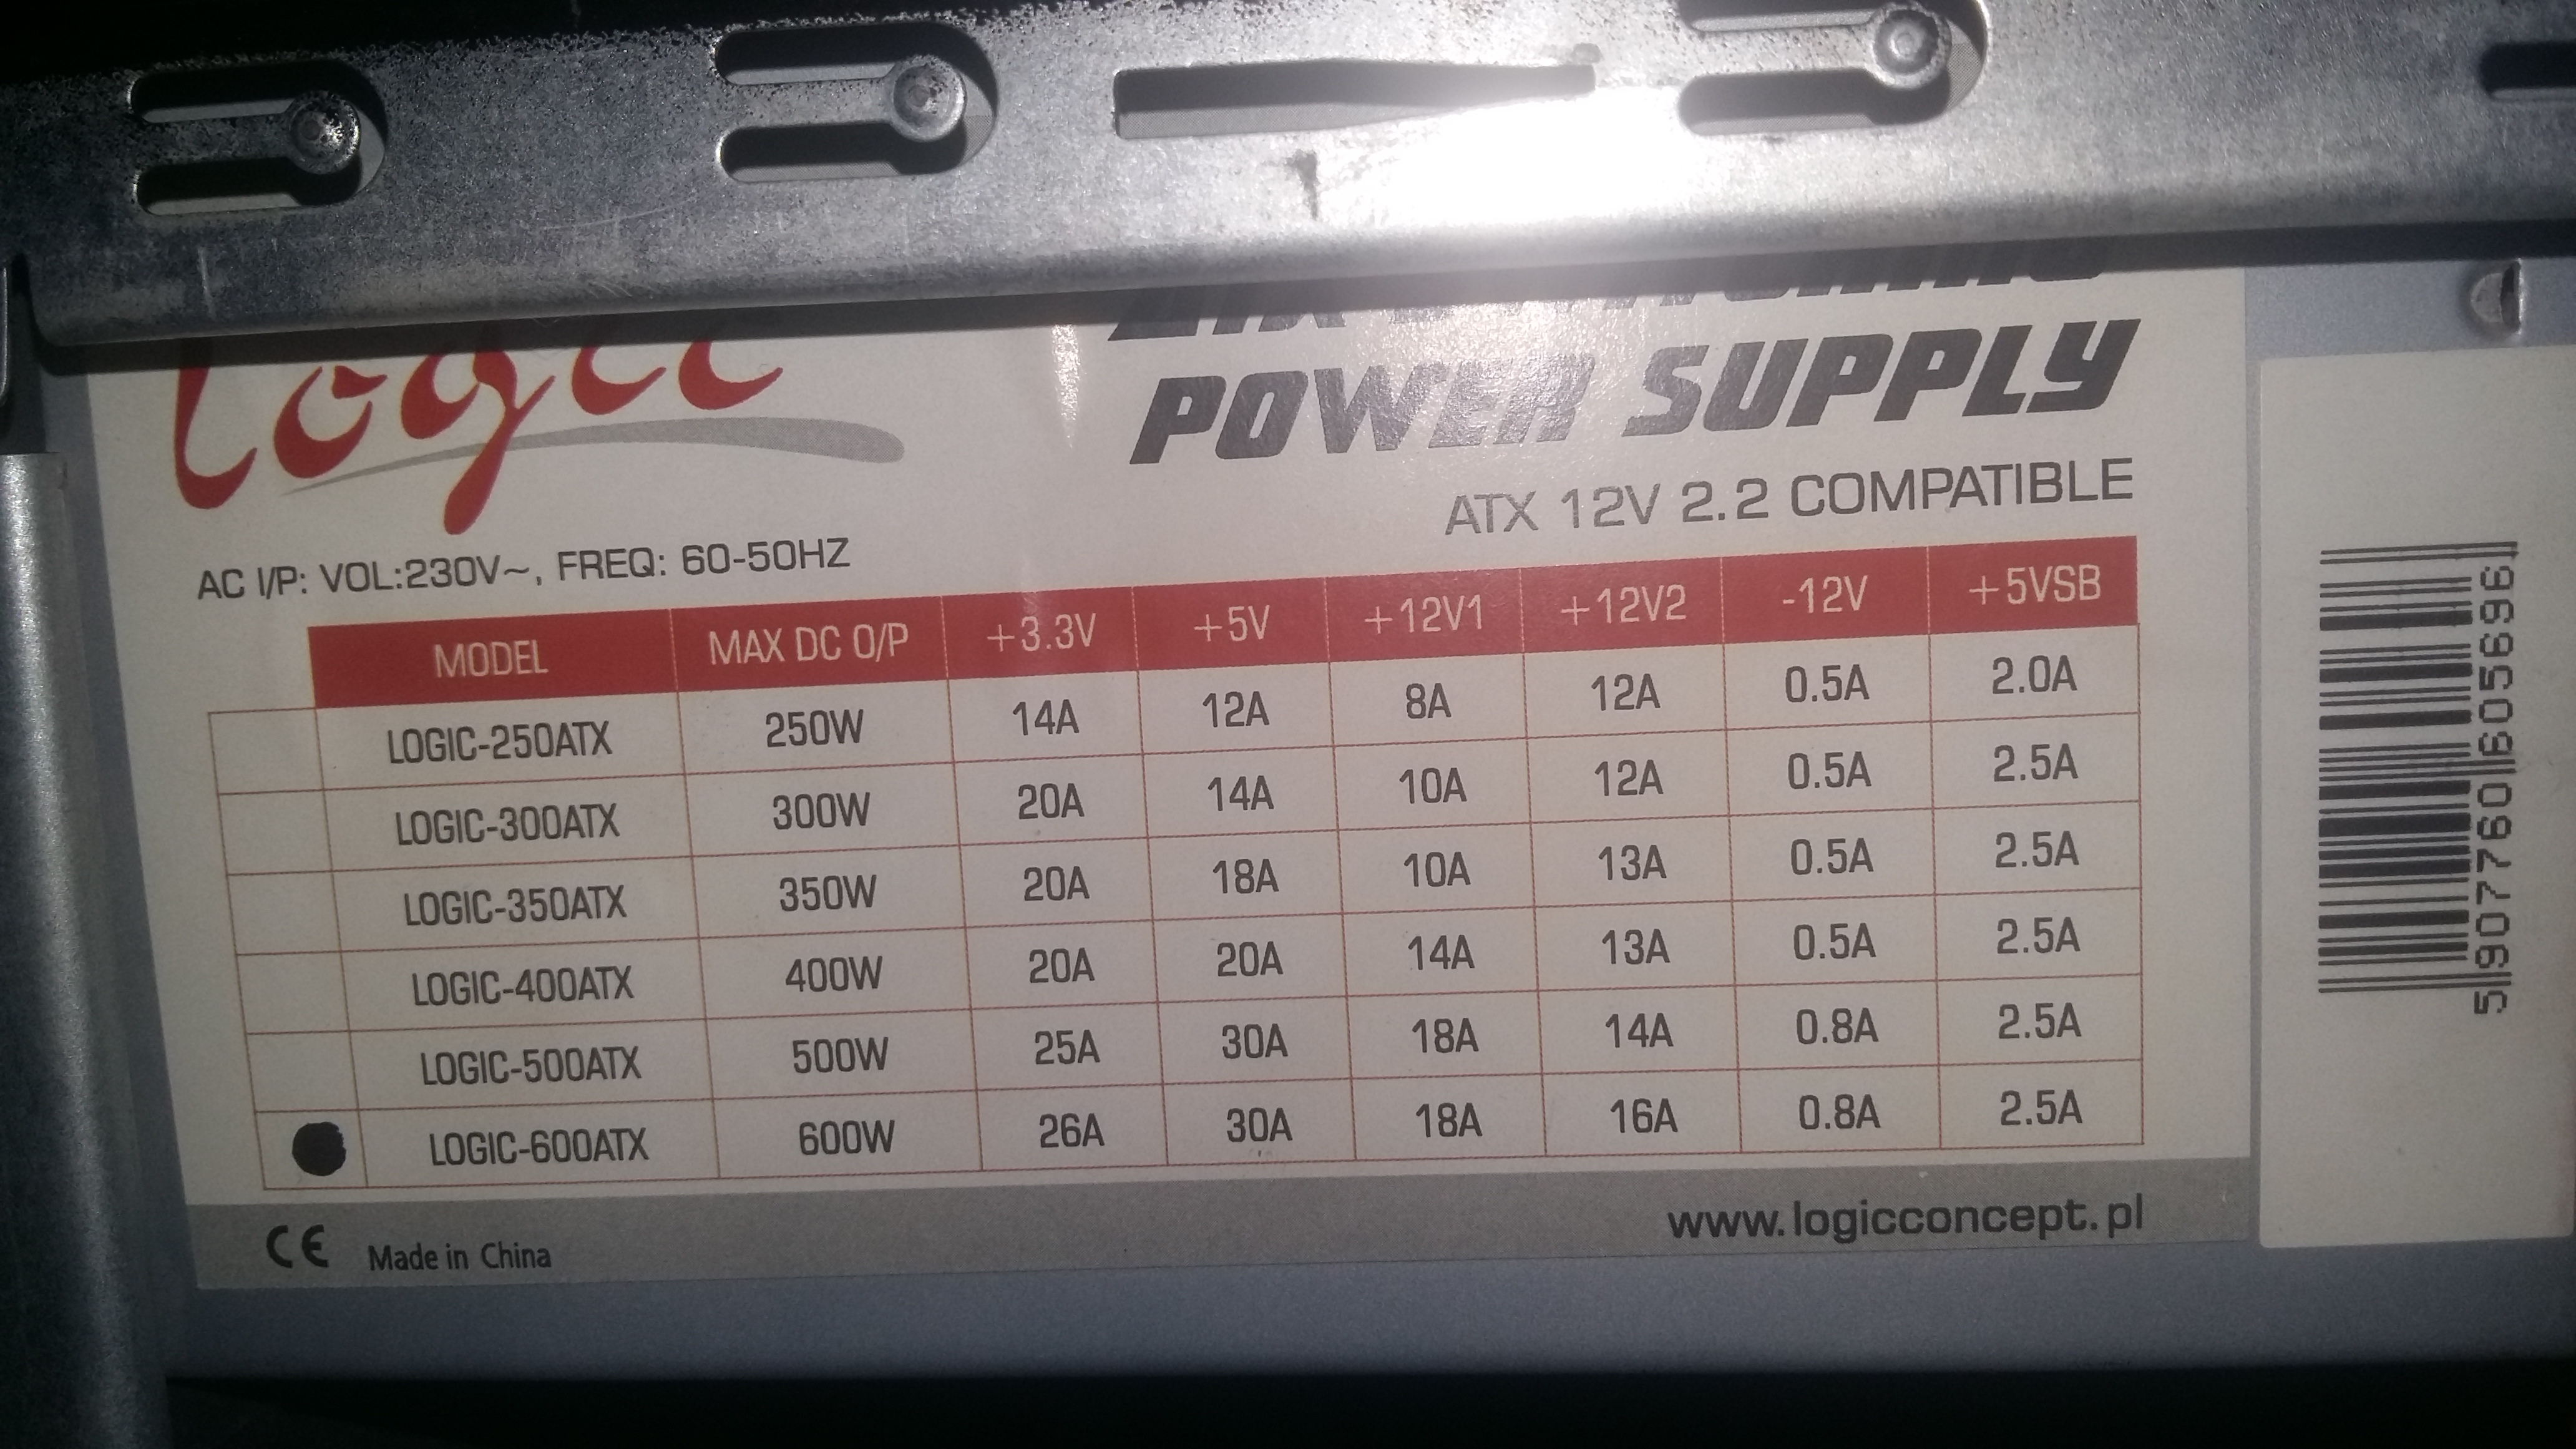 Logic
POWER SUPPLY
ATX 12V 2.2 COMPATIBLE
AC I/P: VOL:230V~, FREQ: 60-50HZ
MODEL MAX DC O/P +3.3V +5V +12V1 +12V2 -12V +5VSB
LOGIC-250ATX 250W 14A 12A 8A 12A 0.5A 2.0A
LOGIC-300ATX 300W 20A 14A 10A 12A 0.5A 2.5A
LOGIC-350ATX 350W 20A 18A 10A 13A 0.5A 2.5A
LOGIC-400ATX 400W 20A 20A 14A 13A 0.5A 2.5A
LOGIC-500ATX 500W 25A 30A 18A 14A 0.8A 2.5A
LOGIC-600ATX 600W 26A 30A 18A 16A 0.8A 2.5A
CE Made in China
www.logicconcept.pl
5907760605696